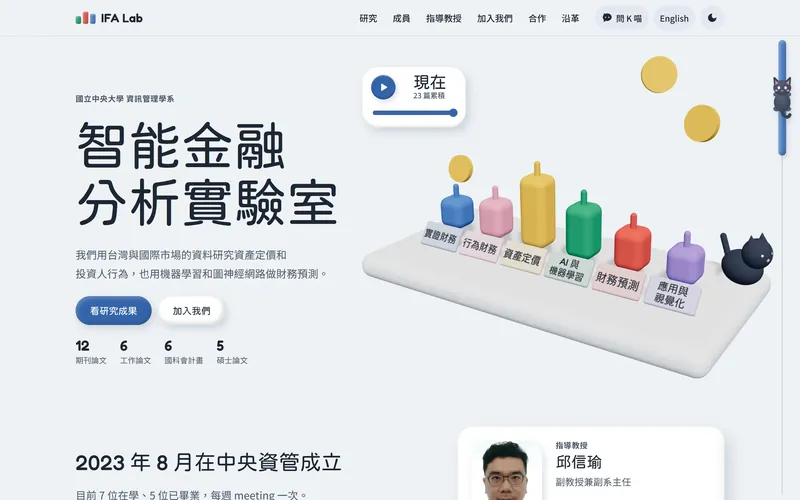 IFA Lab
研究
成員
指導教授
加入我們
合作
沿革
問 K 喵
English
國立中央大學 資訊管理學系
智能金融
分析實驗室
我們用台灣與國際市場的資料研究資產定價和
投資人行為，也用機器學習和圖神經網路做財務預測。
看研究成果
加入我們
12
期刊論文
6
工作論文
6
國科會計畫
5
碩士論文
現在
23 篇累積
實證財務
行為財務
資產定價
AI 與
機器學習
財務預測
應用與
視覺化
2023 年 8 月在中央資管成立
目前 7 位在學、5 位已畢業，每週 meeting 一次。
指導教授
邱信瑜
副教授兼副系主任